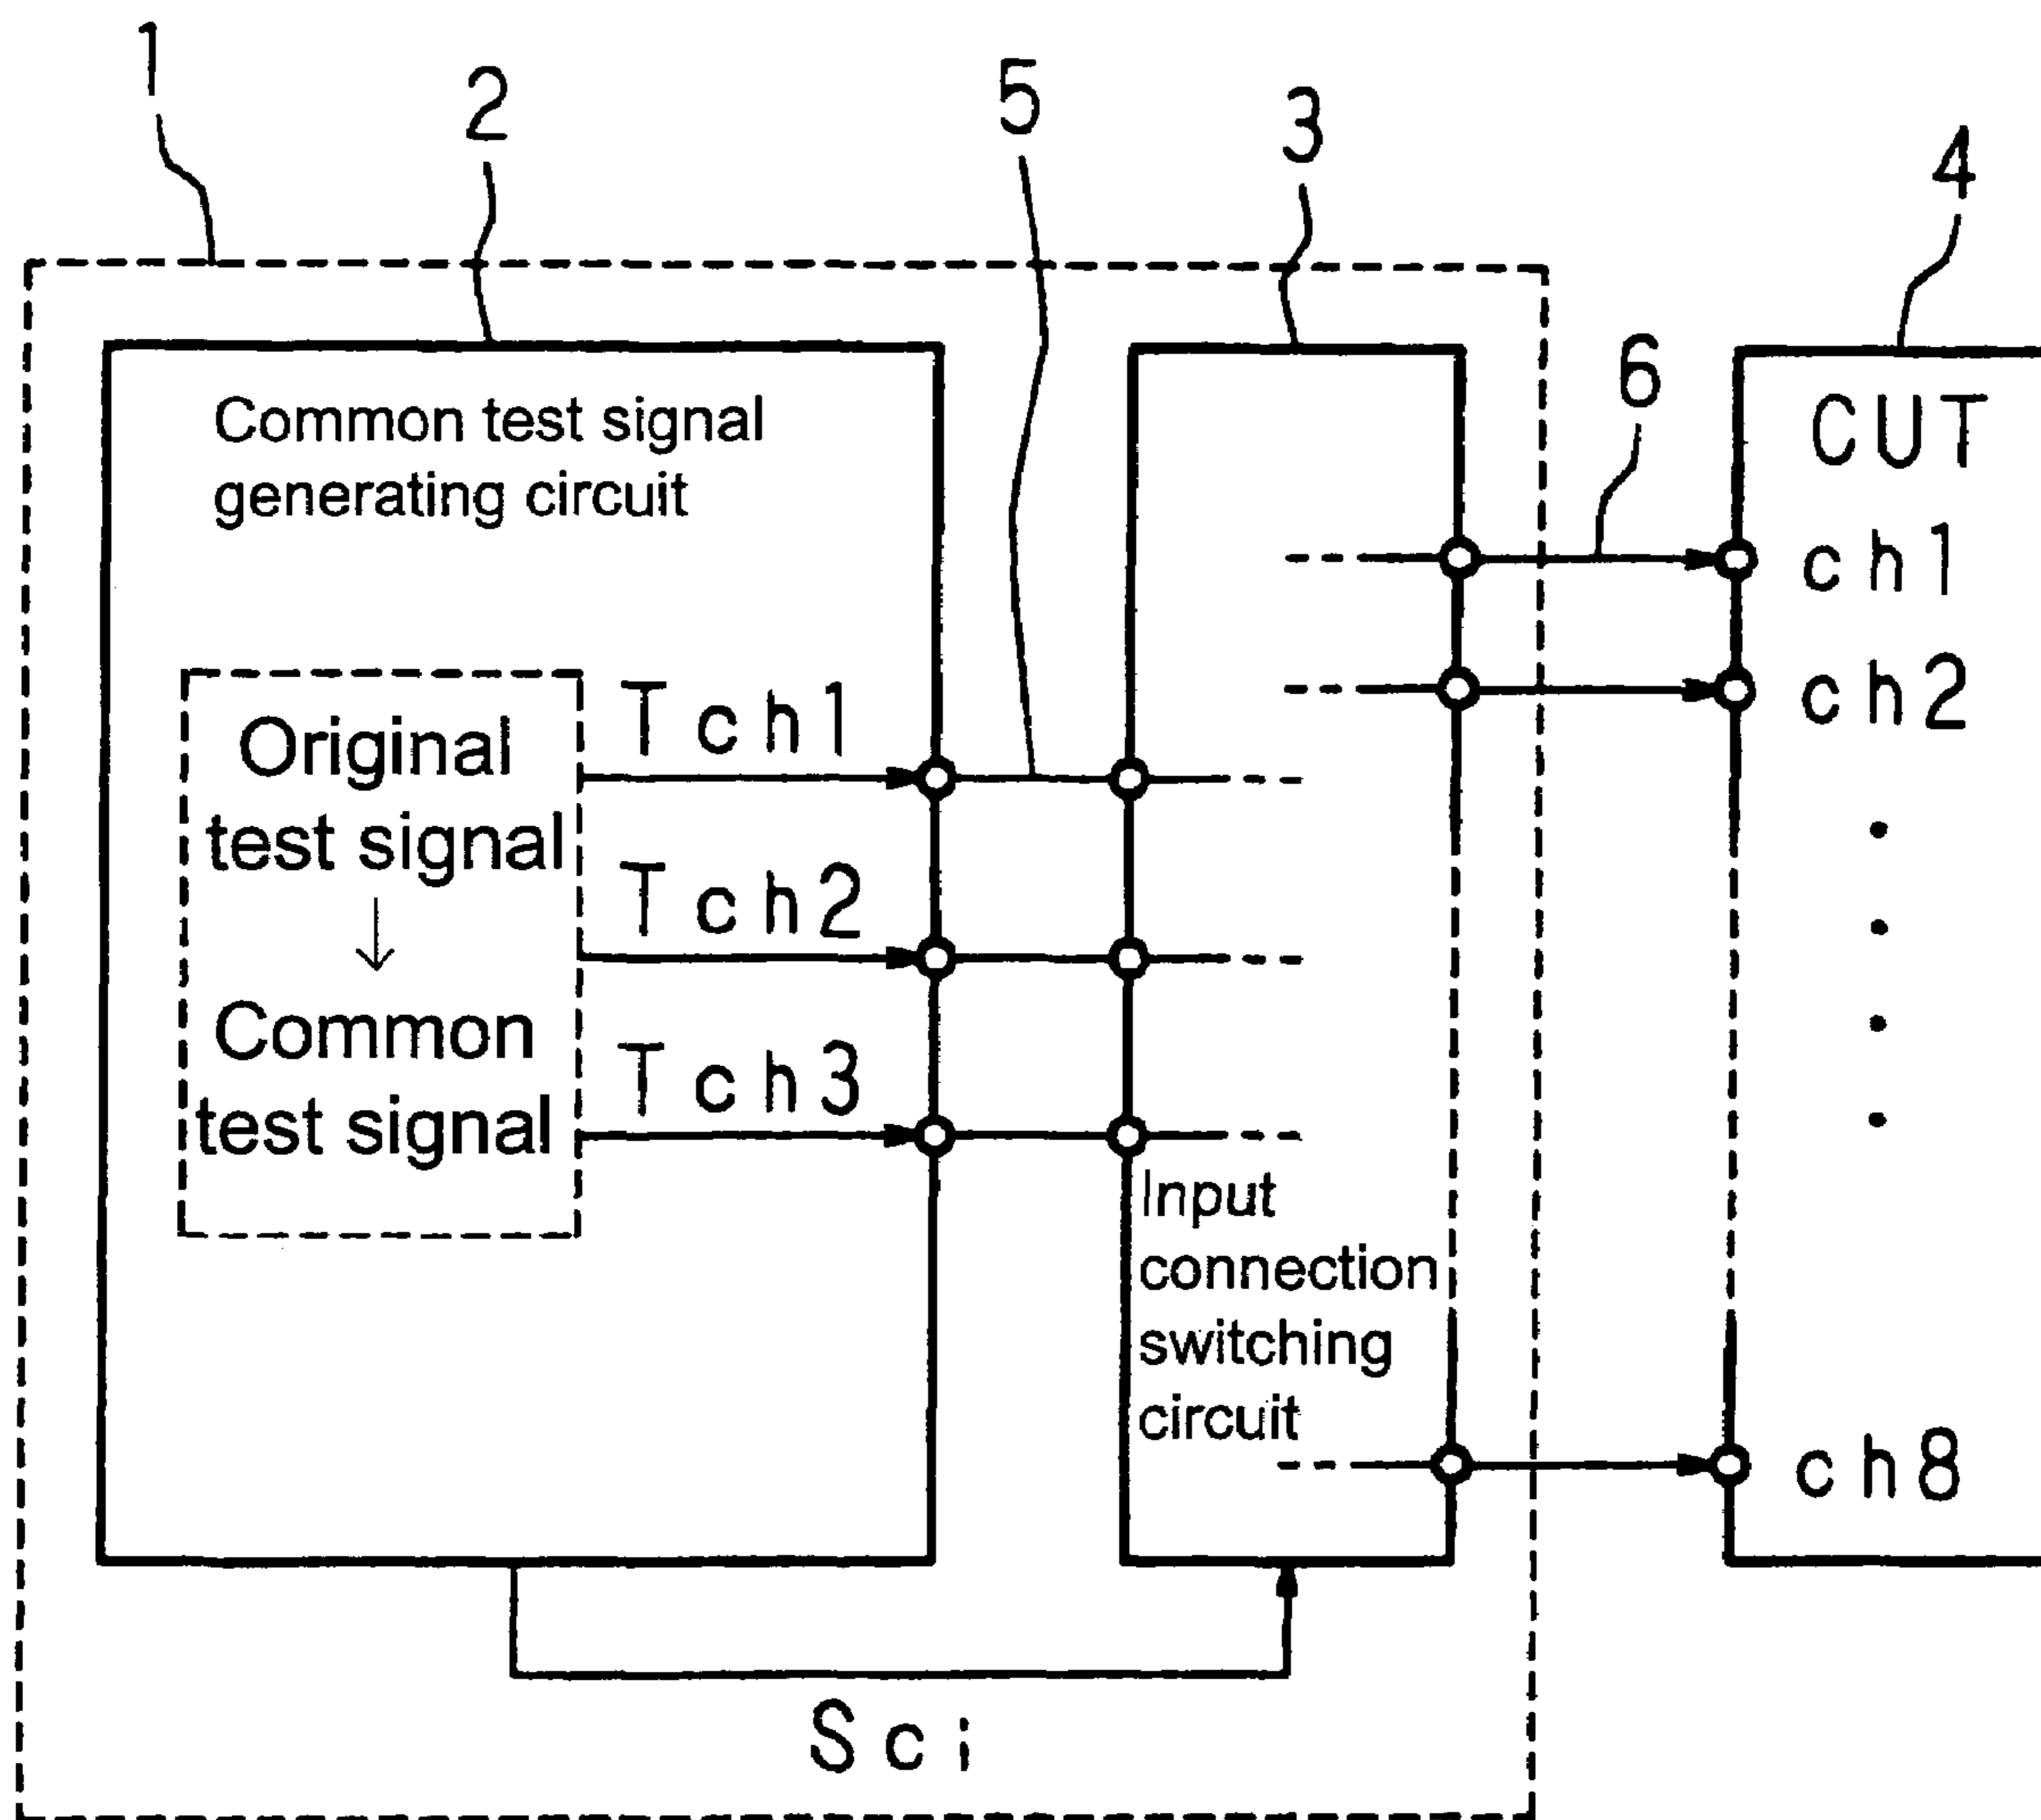 1
2
5
3
4
6
Common test signal
generating circuit
CUT
ch1
ch2
Original
test signal
Common
test signal
Tch1
Tch2
Tch3
Input
connection
switching
circuit
ch8
Sci